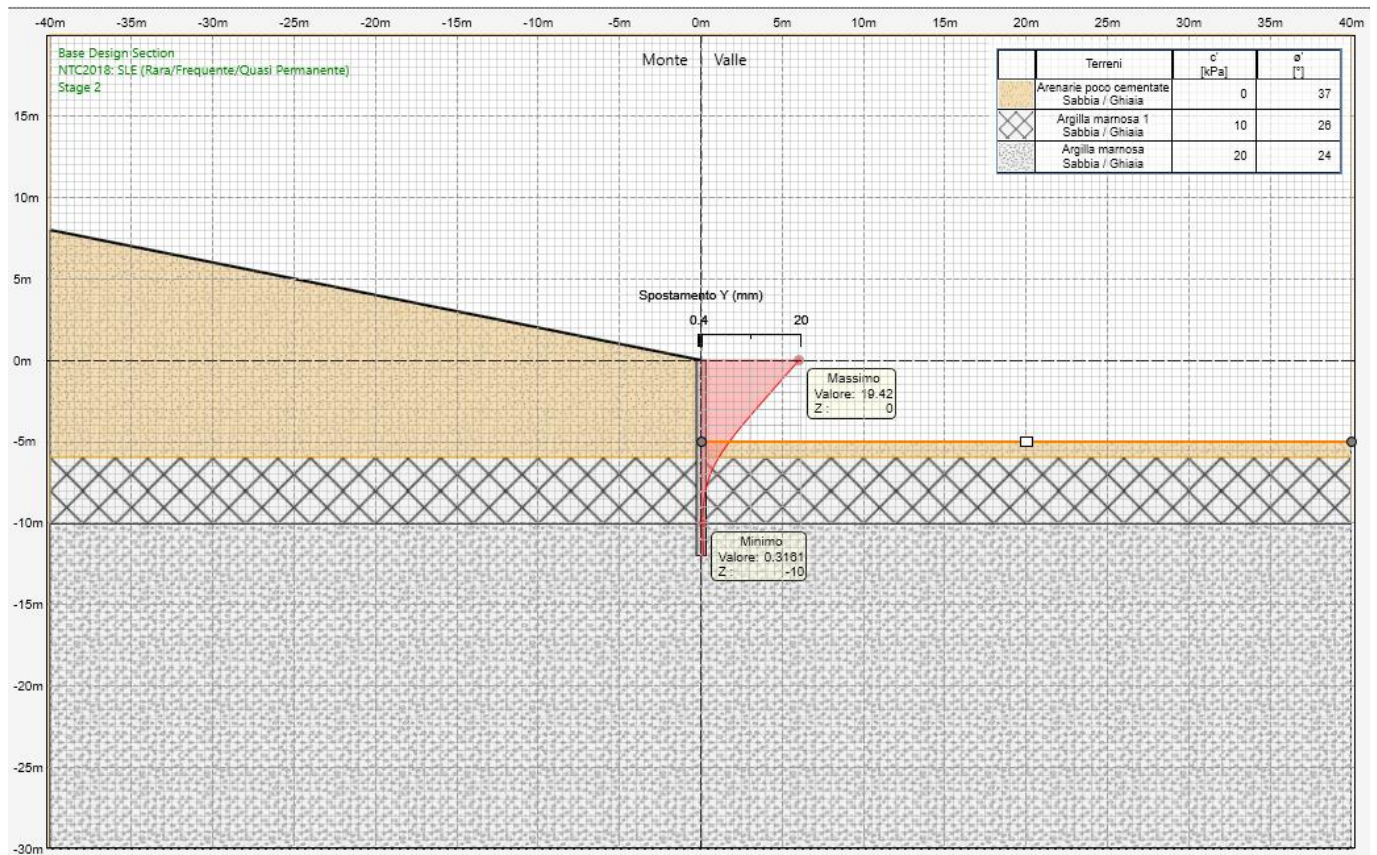 -40m -35m -30m -25m -20m -15m -10m -5m 0m 5m 10m 15m 20m 25m 30m 35m 40m
Base Design Section
NTC2018: SLE (Rara/Frequente/Quasi Permanente)
Stage 2
Monte Valle
Terreni c' [kPa] ø' [°]
Arenarie poco cementate
Sabbia / Ghiaia 0 37
Argilla marnosa 1
Sabbia / Ghiaia 10 26
Argilla marnosa
Sabbia / Ghiaia 20 24
15m
10m
5m
Spostamento Y (mm)
0.4 20
0m
Massimo
Valore: 19.42
Z : 0
-5m
-10m
Minimo
Valore: 0.3161
Z : -10
-15m
-20m
-25m
-30m